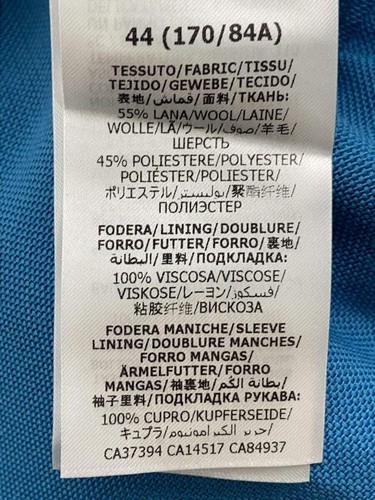 44 (170/84A)
TESSUTO/FABRIC/TISSU/
TEJIDO/GEWEBE/TECIDO/
表地/قماش/面料/ТКАНЬ:
55% LANA/WOOL/LAINE/
WOLLE/LÃ/ウール/صوف/羊毛/
ШЕРСТЬ
45% POLIESTERE/POLYESTER/
POLIÉSTER/POLIESTER/
ポリエステル/بوليستر/聚酯纤维/
ПОЛИЭСТЕР
FODERA/LINING/DOUBLURE/
FORRO/FUTTER/FORRO/裏地/
البطانة/里料/ПОДКЛАДКА:
100% VISCOSA/VISCOSE/
VISKOSE/レーヨン/فسكوز/
粘胶纤维/ВИСКОЗА
FODERA MANICHE/SLEEVE
LINING/DOUBLURE MANCHES/
FORRO MANGAS/
ÄRMELFUTTER/FORRO
MANGAS/袖裏地/بطانة الكُم/
袖子里料/ПОДКЛАДКА РУКАВА:
100% CUPRO/KUPFERSEIDE/
キュプラ/حرير الكبرامونيوم/
CA37394 CA14517 CA84937